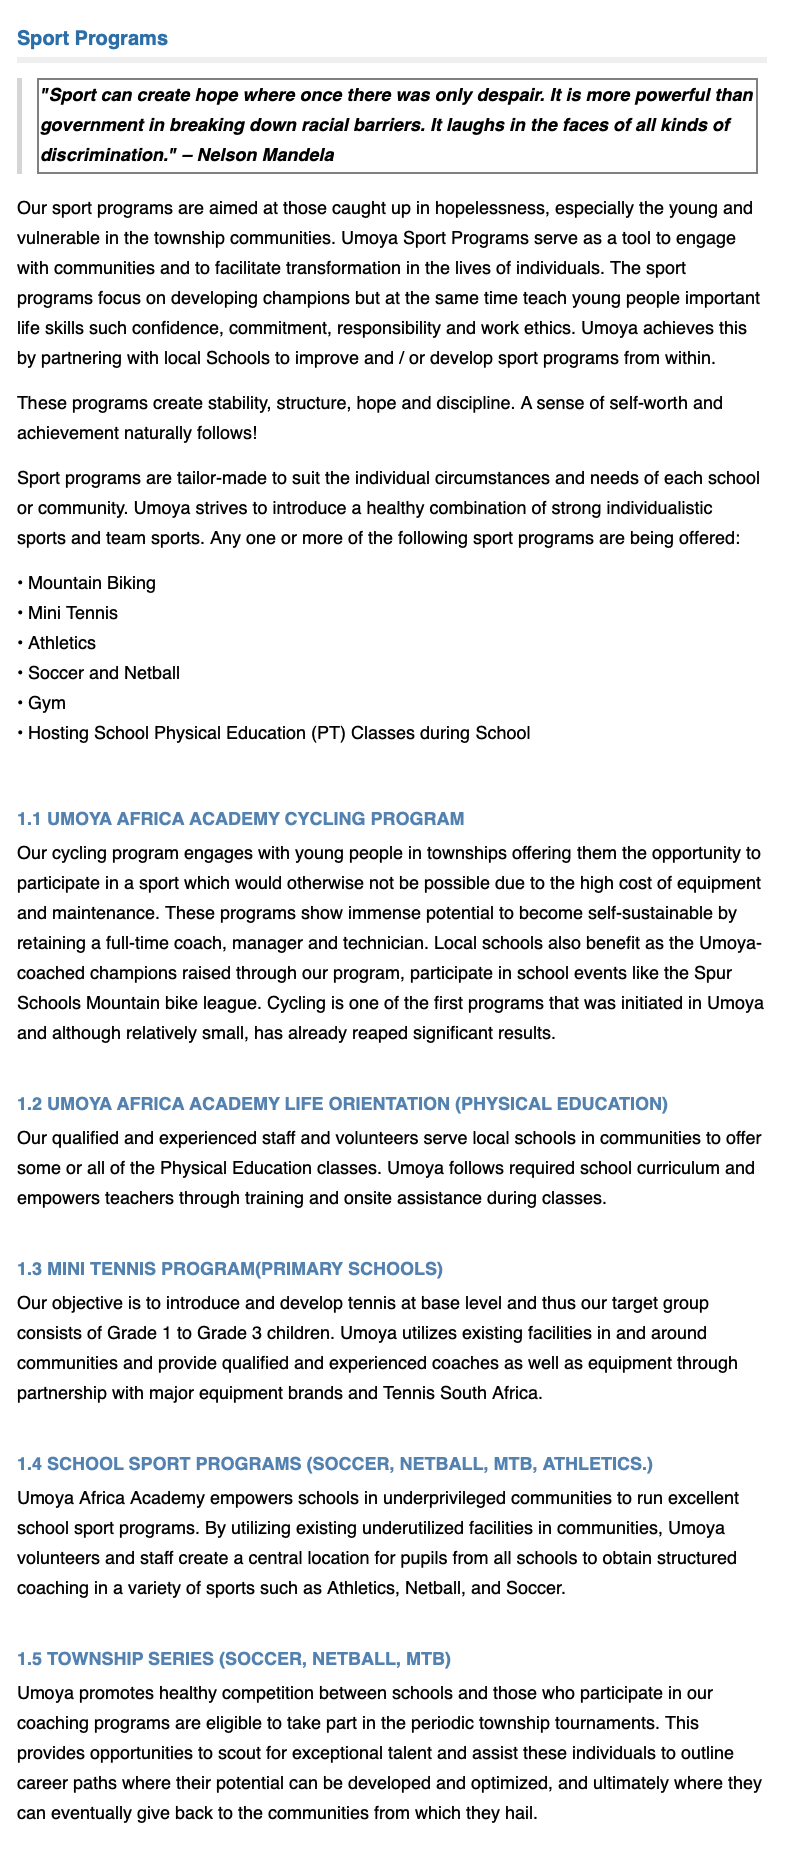 Sport Programs
"Sport can create hope where once there was only despair. It is more powerful than
government in breaking down racial barriers. It laughs in the faces of all kinds of
discrimination." – Nelson Mandela
Our sport programs are aimed at those caught up in hopelessness, especially the young and
vulnerable in the township communities. Umoya Sport Programs serve as a tool to engage
with communities and to facilitate transformation in the lives of individuals. The sport
programs focus on developing champions but at the same time teach young people important
life skills such confidence, commitment, responsibility and work ethics. Umoya achieves this
by partnering with local Schools to improve and / or develop sport programs from within.
These programs create stability, structure, hope and discipline. A sense of self-worth and
achievement naturally follows!
Sport programs are tailor-made to suit the individual circumstances and needs of each school
or community. Umoya strives to introduce a healthy combination of strong individualistic
sports and team sports. Any one or more of the following sport programs are being offered:
• Mountain Biking
• Mini Tennis
• Athletics
• Soccer and Netball
• Gym
• Hosting School Physical Education (PT) Classes during School
1.1 UMOYA AFRICA ACADEMY CYCLING PROGRAM
Our cycling program engages with young people in townships offering them the opportunity to
participate in a sport which would otherwise not be possible due to the high cost of equipment
and maintenance. These programs show immense potential to become self-sustainable by
retaining a full-time coach, manager and technician. Local schools also benefit as the Umoya-
coached champions raised through our program, participate in school events like the Spur
Schools Mountain bike league. Cycling is one of the first programs that was initiated in Umoya
and although relatively small, has already reaped significant results.
1.2 UMOYA AFRICA ACADEMY LIFE ORIENTATION (PHYSICAL EDUCATION)
Our qualified and experienced staff and volunteers serve local schools in communities to offer
some or all of the Physical Education classes. Umoya follows required school curriculum and
empowers teachers through training and onsite assistance during classes.
1.3 MINI TENNIS PROGRAM(PRIMARY SCHOOLS)
Our objective is to introduce and develop tennis at base level and thus our target group
consists of Grade 1 to Grade 3 children. Umoya utilizes existing facilities in and around
communities and provide qualified and experienced coaches as well as equipment through
partnership with major equipment brands and Tennis South Africa.
1.4 SCHOOL SPORT PROGRAMS (SOCCER, NETBALL, MTB, ATHLETICS.)
Umoya Africa Academy empowers schools in underprivileged communities to run excellent
school sport programs. By utilizing existing underutilized facilities in communities, Umoya
volunteers and staff create a central location for pupils from all schools to obtain structured
coaching in a variety of sports such as Athletics, Netball, and Soccer.
1.5 TOWNSHIP SERIES (SOCCER, NETBALL, MTB)
Umoya promotes healthy competition between schools and those who participate in our
coaching programs are eligible to take part in the periodic township tournaments. This
provides opportunities to scout for exceptional talent and assist these individuals to outline
career paths where their potential can be developed and optimized, and ultimately where they
can eventually give back to the communities from which they hail.